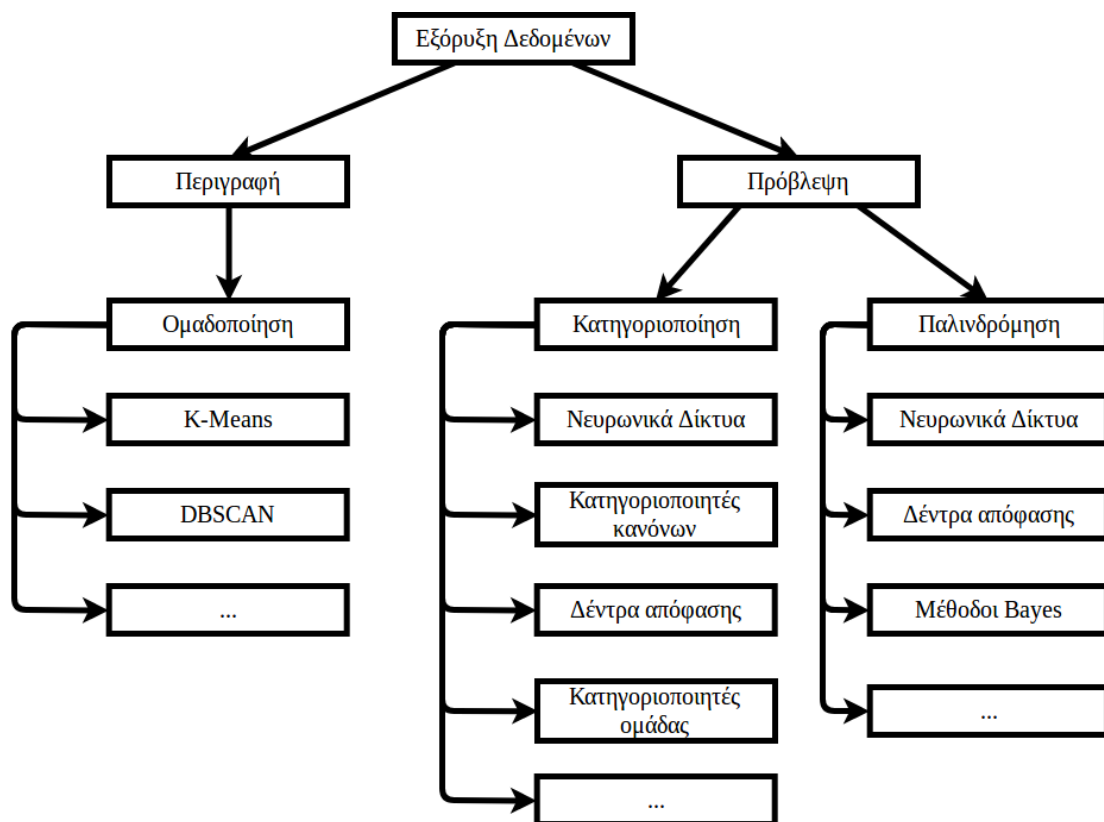 Εξόρυξη Δεδομένων
Περιγραφή
Πρόβλεψη
Ομαδοποίηση
K-Means
DBSCAN
...
Κατηγοριοποίηση
Νευρωνικά Δίκτυα
Κατηγοριοποιητές
κανόνων
Δέντρα απόφασης
Κατηγοριοποιητές
ομάδας
...
Παλινδρόμηση
Νευρωνικά Δίκτυα
Δέντρα απόφασης
Μέθοδοι Bayes
...